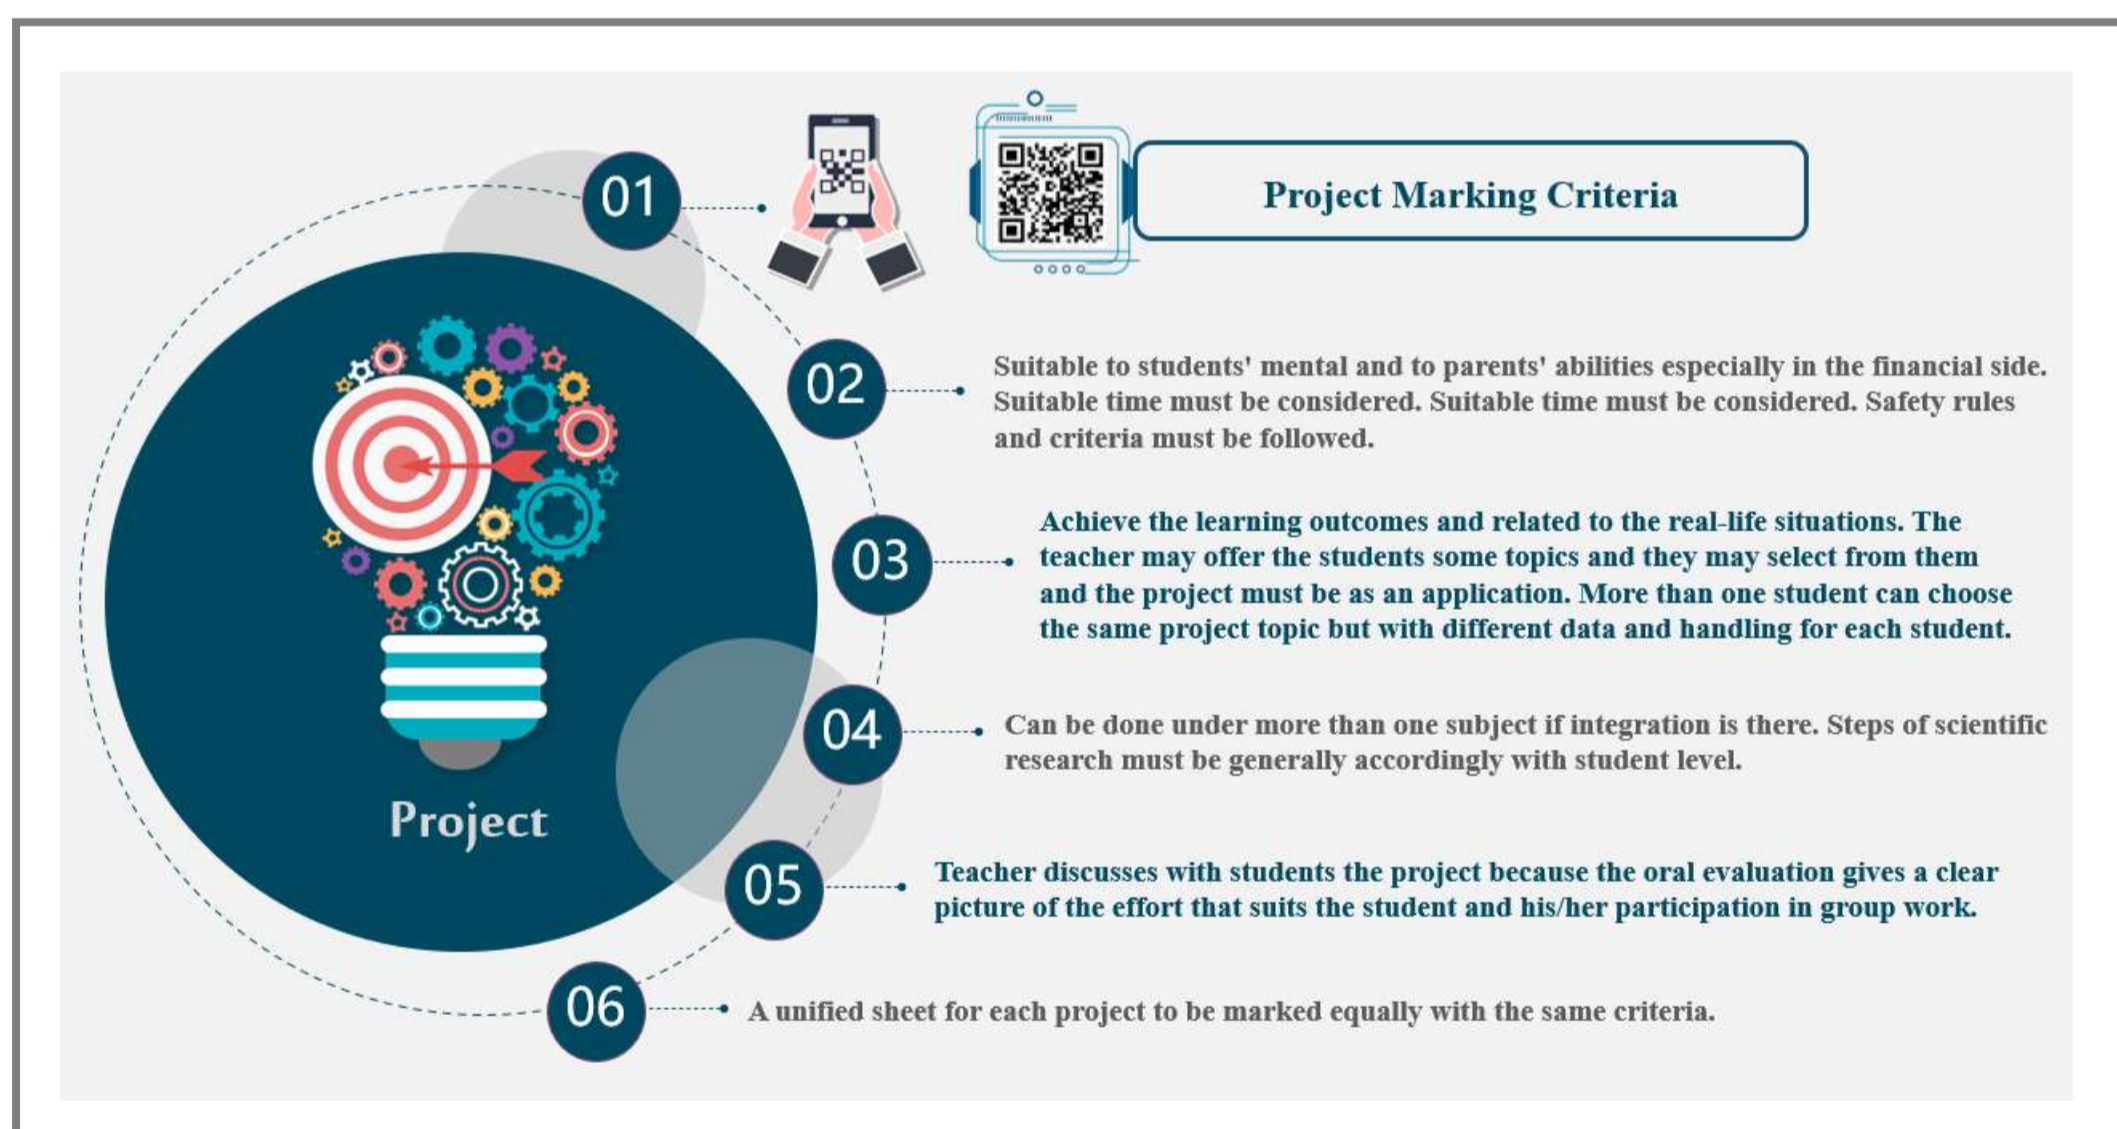 01
Project Marking Criteria
02
Suitable to students' mental and to parents' abilities especially in the financial side.
Suitable time must be considered. Suitable time must be considered. Safety rules
and criteria must be followed.
03
Achieve the learning outcomes and related to the real-life situations. The
teacher may offer the students some topics and they may select from them
and the project must be as an application. More than one student can choose
the same project topic but with different data and handling for each student.
04
Can be done under more than one subject if integration is there. Steps of scientific
research must be generally accordingly with student level.
Project
05
Teacher discusses with students the project because the oral evaluation gives a clear
picture of the effort that suits the student and his/her participation in group work.
06
A unified sheet for each project to be marked equally with the same criteria.